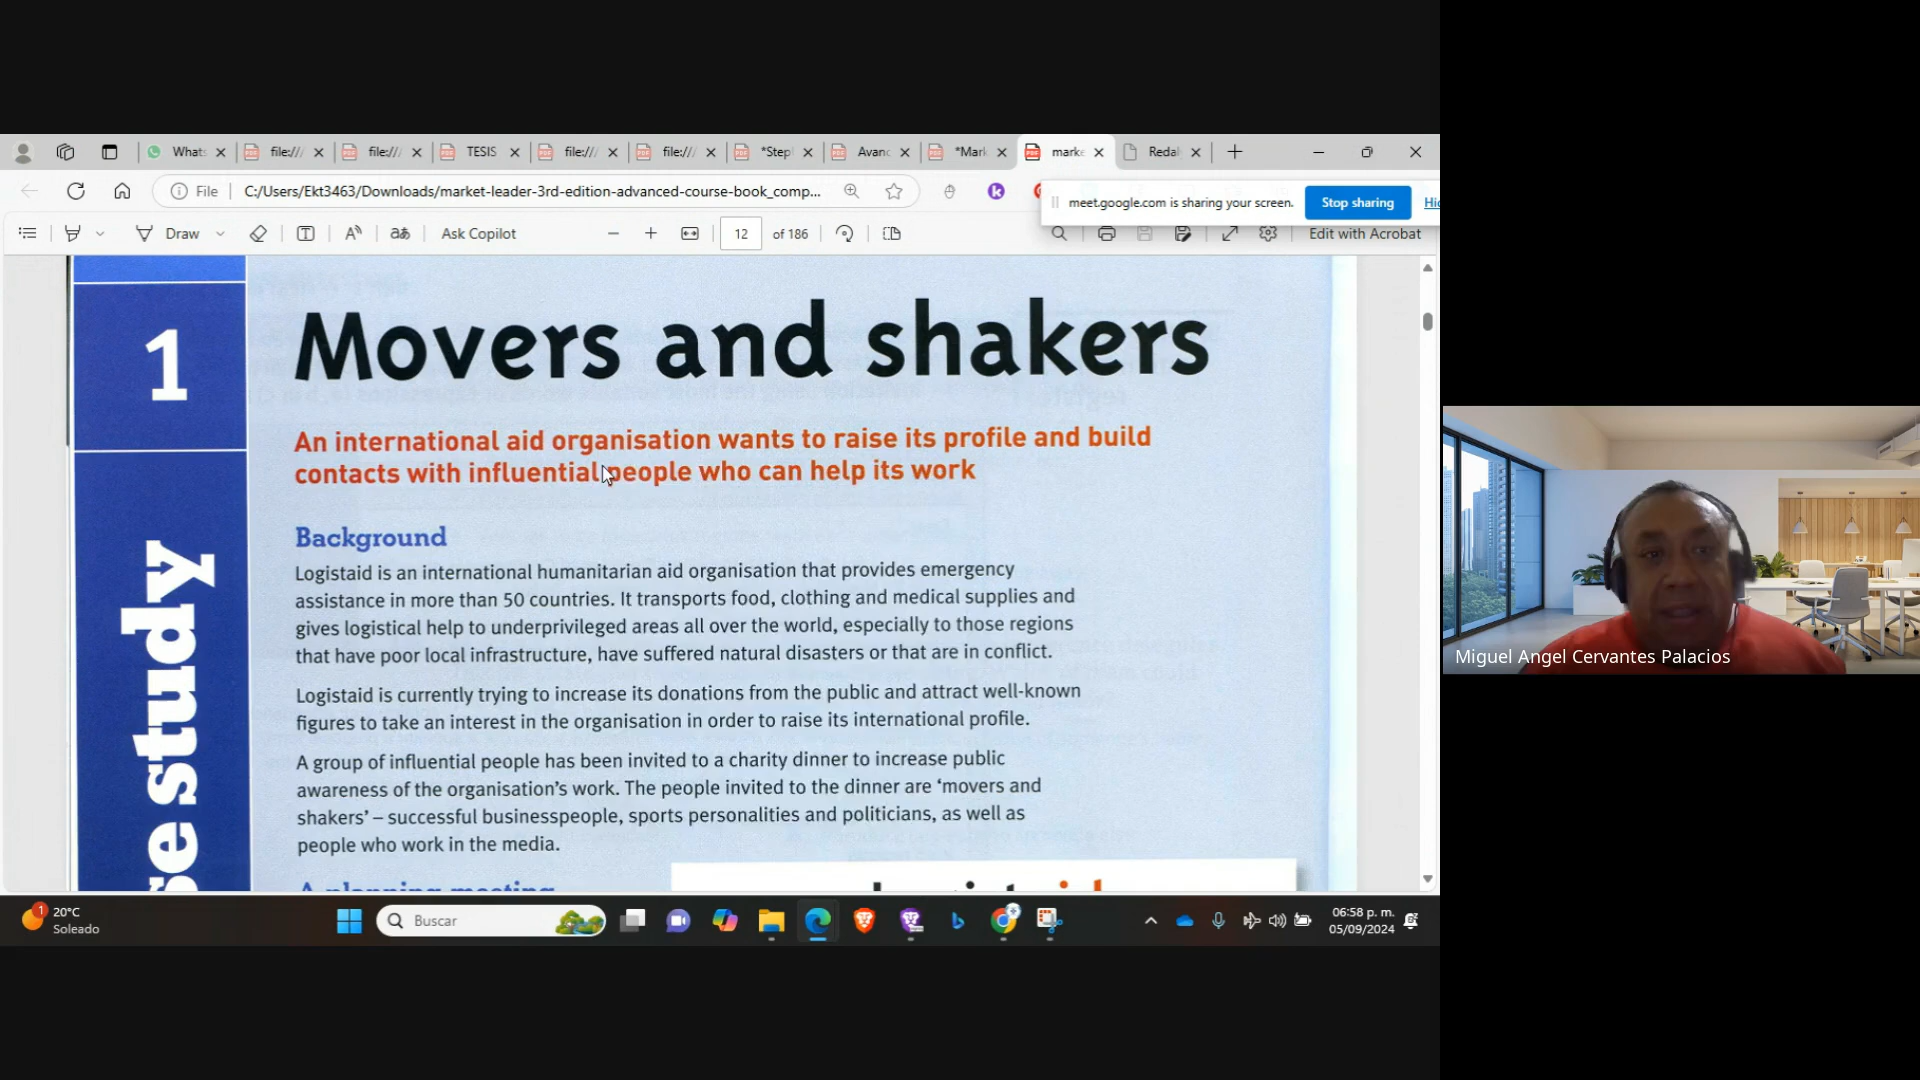 Whats
file:///
file:///
TESIS
file:///
file:///
*Step
Avanc
*Mark
marke
Redal
File
C:/Users/Ekt3463/Downloads/market-leader-3rd-edition-advanced-course-book_comp...
meet.google.com is sharing your screen.
Stop sharing
Draw
Ask Copilot
12
of 186
Edit with Acrobat
1
Movers and shakers
An international aid organisation wants to raise its profile and build
contacts with influential people who can help its work
Background
Logistaid is an international humanitarian aid organisation that provides emergency
assistance in more than 50 countries. It transports food, clothing and medical supplies and
gives logistical help to underprivileged areas all over the world, especially to those regions
that have poor local infrastructure, have suffered natural disasters or that are in conflict.
Logistaid is currently trying to increase its donations from the public and attract well-known
figures to take an interest in the organisation in order to raise its international profile.
A group of influential people has been invited to a charity dinner to increase public
awareness of the organisation's work. The people invited to the dinner are ‘movers and
shakers’ – successful businesspeople, sports personalities and politicians, as well as
people who work in the media.
A planning meeting
se study
Miguel Angel Cervantes Palacios
1
20°C
Soleado
Buscar
06:58 p. m.
05/09/2024